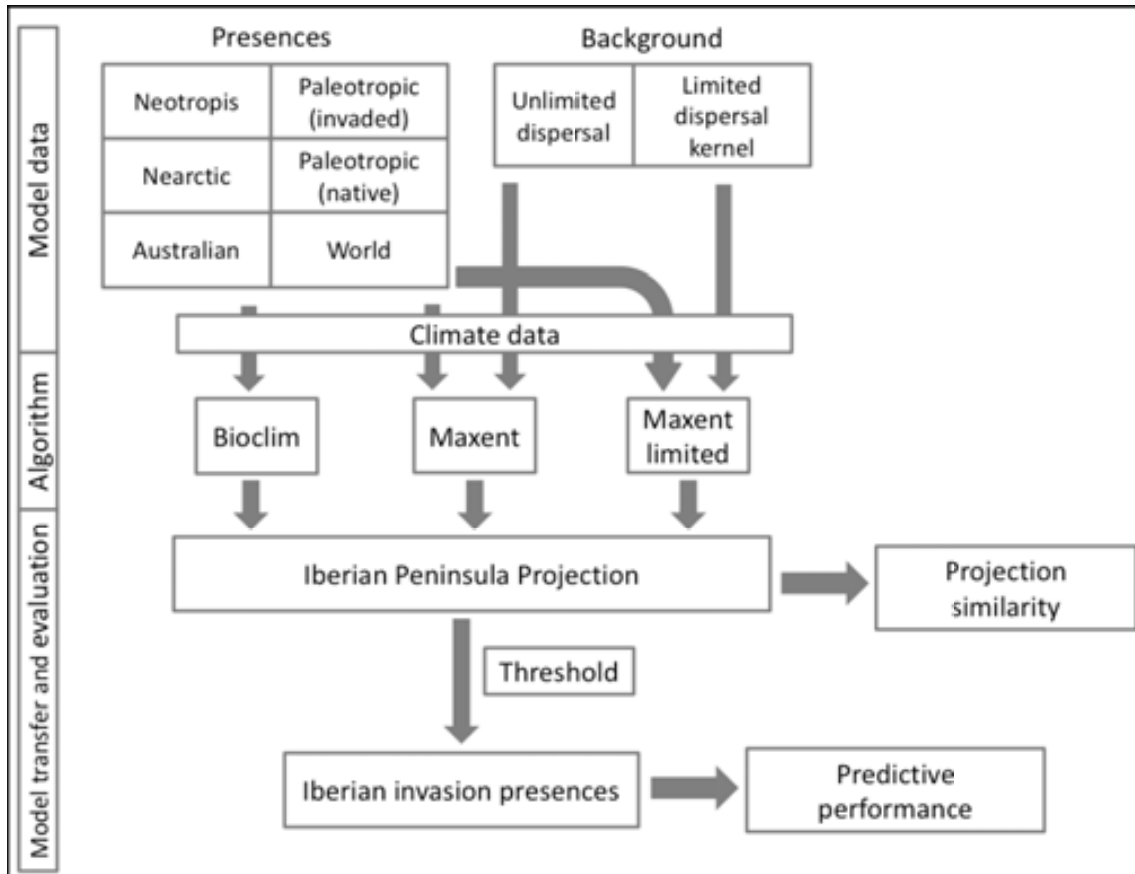 Presences
Background
Model data
Neotropis
Paleotropic
(invaded)
Nearctic
Paleotropic
(native)
Australian
World
Unlimited
dispersal
Limited
dispersal
kernel
Climate data
Algorithm
Bioclim
Maxent
Maxent
limited
Model transfer and evaluation
Iberian Peninsula Projection
Projection
similarity
Threshold
Iberian invasion presences
Predictive
performance